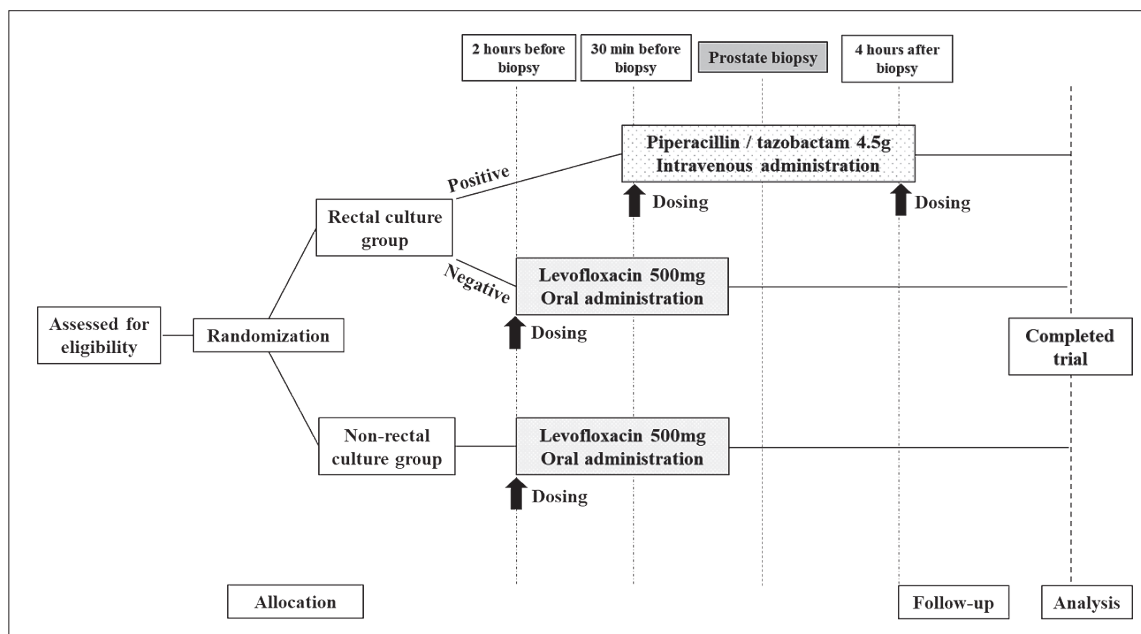 2 hours before
biopsy
30 min before
biopsy
Prostate biopsy
4 hours after
biopsy
Piperacillin / tazobactam 4.5g
Intravenous administration
Positive
Dosing
Dosing
Rectal culture
group
Negative
Levofloxacin 500mg
Oral administration
Dosing
Assessed for
eligibility
Randomization
Completed
trial
Non-rectal
culture group
Levofloxacin 500mg
Oral administration
Dosing
Allocation
Follow-up
Analysis